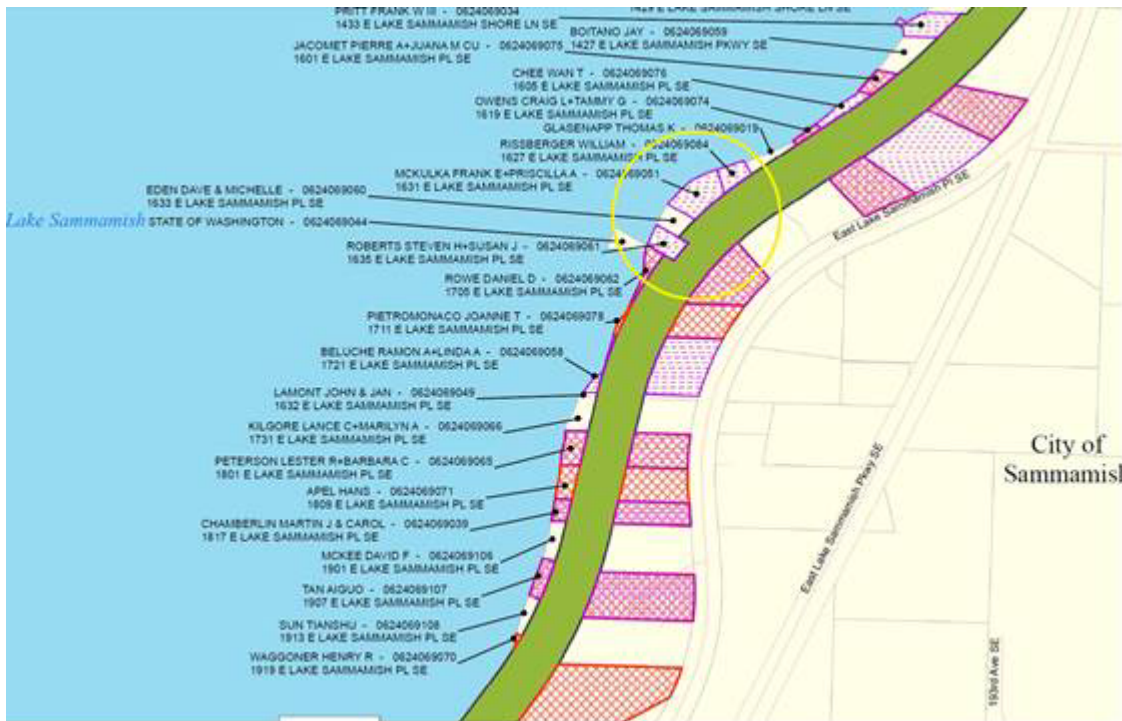 PRITT FRANK W III - 0624069034
1433 E LAKE SAMMAMISH SHORE LN SE
1429 E LAKE SAMMAMISH SHORE LN SE
BOITANO JAY - 0624069059
1427 E LAKE SAMMAMISH PKWY SE
JACOMET PIERRE A+JUANA M CU - 0624069075
1601 E LAKE SAMMAMISH PL SE
CHEE WAN T - 0624069076
1605 E LAKE SAMMAMISH PL SE
OWENS CRAIG L+TAMMY G - 0624069074
1619 E LAKE SAMMAMISH PL SE
GLASENAPP THOMAS K - 0624069019
RISSBERGER WILLIAM - 0624069084
1627 E LAKE SAMMAMISH PL SE
MCKULKA FRANK E+PRISCILLA A - 0624069051
1631 E LAKE SAMMAMISH PL SE
EDEN DAVE & MICHELLE - 0624069060
1633 E LAKE SAMMAMISH PL SE
Lake Sammamish
STATE OF WASHINGTON - 0624069044
ROBERTS STEVEN H+SUSAN J - 0624069061
1635 E LAKE SAMMAMISH PL SE
ROWE DANIEL D - 0624069062
1705 E LAKE SAMMAMISH PL SE
PIETROMONACO JOANNE T - 0624069078
1711 E LAKE SAMMAMISH PL SE
BELUCHE RAMON A+LINDA A - 0624069058
1721 E LAKE SAMMAMISH PL SE
LAMONT JOHN & JAN - 0624069049
1632 E LAKE SAMMAMISH PL SE
KILGORE LANCE C+MARILYN A - 0624069066
1731 E LAKE SAMMAMISH PL SE
PETERSON LESTER R+BARBARA C - 0624069065
1801 E LAKE SAMMAMISH PL SE
APEL HANS - 0624069071
1809 E LAKE SAMMAMISH PL SE
CHAMBERLIN MARTIN J & CAROL - 0624069039
1817 E LAKE SAMMAMISH PL SE
MCKEE DAVID F - 0624069106
1901 E LAKE SAMMAMISH PL SE
TAN AIGUO - 0624069107
1907 E LAKE SAMMAMISH PL SE
SUN TIANSHU - 0624069108
1913 E LAKE SAMMAMISH PL SE
WAGGONER HENRY R - 0624069070
1919 E LAKE SAMMAMISH PL SE
East Lake Sammamish Pl SE
East Lake Sammamish Pkwy SE
City of
Sammamish
193rd Ave SE